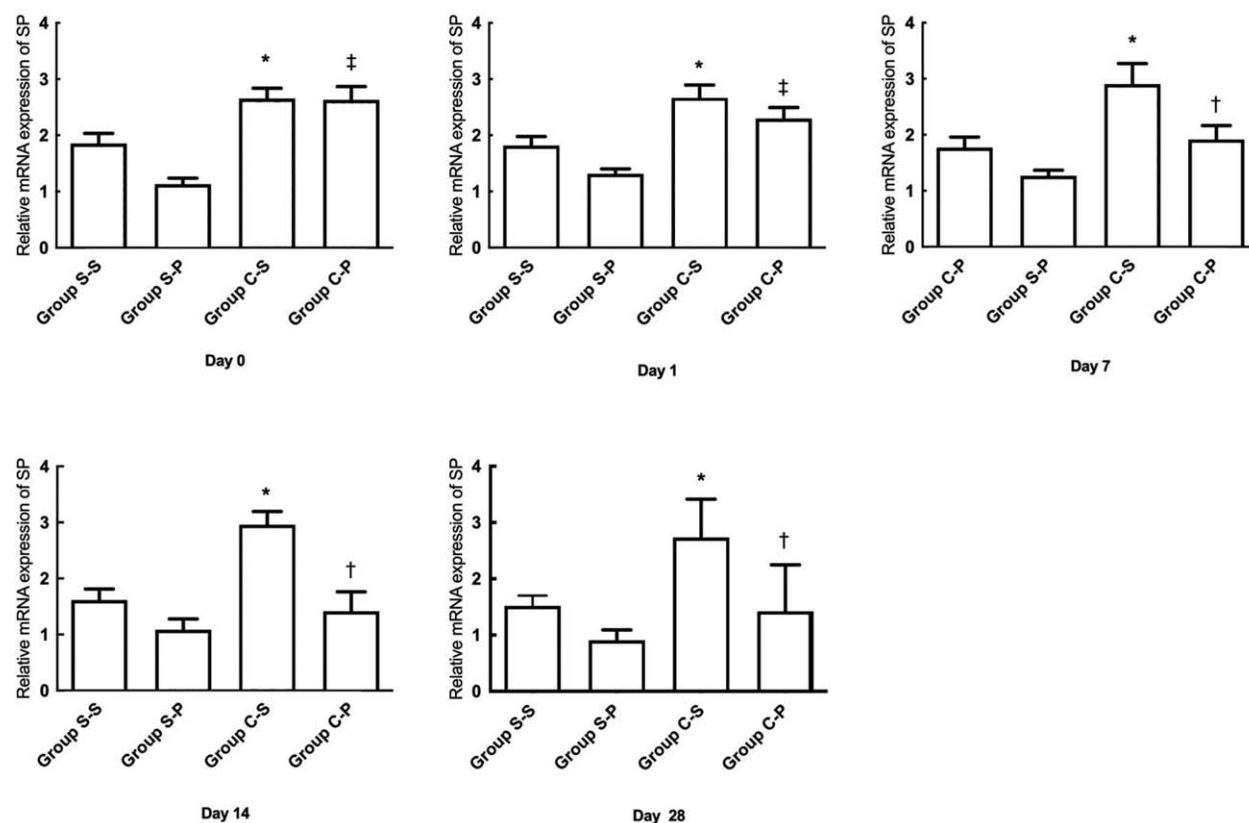 Relative mRNA expression of SP
4
3
2
1
0
*
‡
Group S-S
Group S-P
Group C-S
Group C-P
Day 0
Relative mRNA expression of SP
4
3
2
1
0
*
‡
Group S-S
Group S-P
Group C-S
Group C-P
Day 1
Relative mRNA expression of SP
4
3
2
1
0
*
†
Group C-P
Group S-P
Group C-S
Group C-P
Day 7
Relative mRNA expression of SP
4
3
2
1
0
*
†
Group S-S
Group S-P
Group C-S
Group C-P
Day 14
Relative mRNA expression of SP
4
3
2
1
0
*
†
Group S-S
Group S-P
Group C-S
Group C-P
Day 28